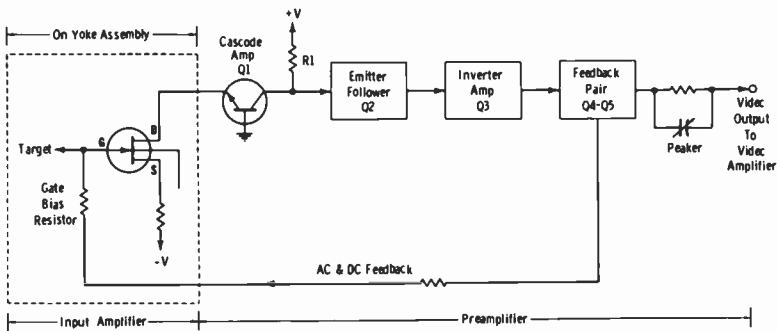 On Yoke Assembly
+V
Cascode
Amp
Q1
R1
Emitter
Follower
Q2
Inverter
Amp
Q3
Feedback
Pair
Q4-Q5
Peaker
Video
Output
To
Video
Amplifier
Target
G
D
S
Gate
Bias
Resistor
-V
AC & DC Feedback
Input Amplifier
Preamplifier